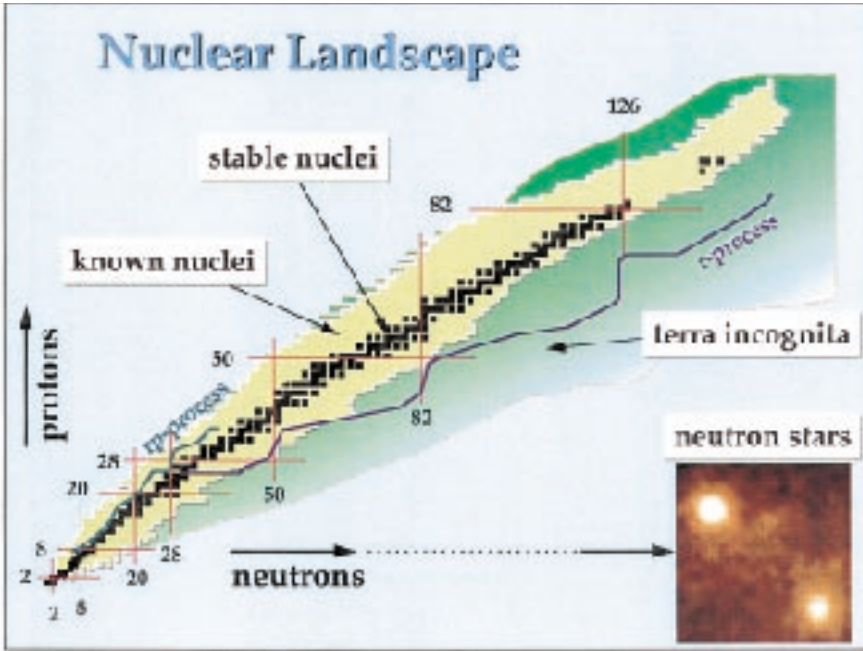 Nuclear Landscape
126
stable nuclei
82
known nuclei
r-process
terra incognita
50
82
protons
rp-process
neutron stars
28
20
50
8
28
2
20
neutrons
2
8